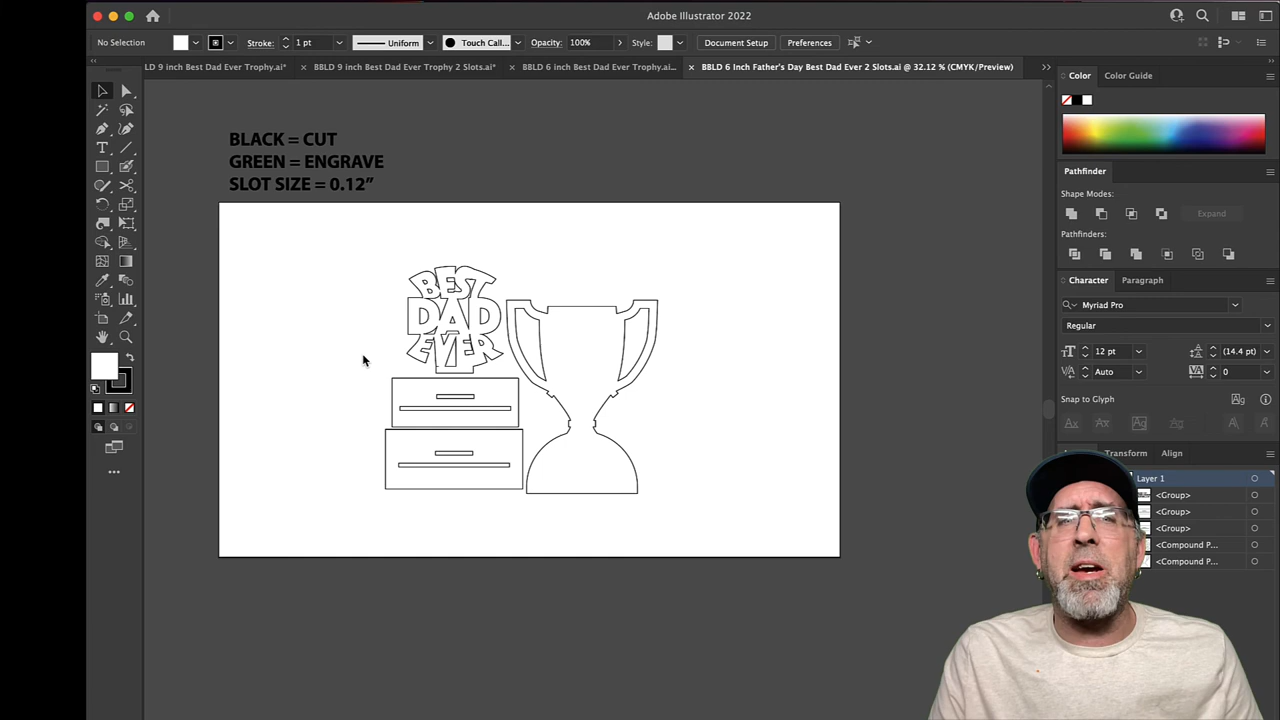 Adobe Illustrator 2022
No Selection
Stroke:
1 pt
Uniform
Touch Call...
Opacity:
100%
Style:
Document Setup
Preferences
LD 9 inch Best Dad Ever Trophy.ai*
BBLD 9 inch Best Dad Ever Trophy 2 Slots.ai*
BBLD 6 inch Best Dad Ever Trophy.ai...
BBLD 6 Inch Father's Day Best Dad Ever 2 Slots.ai @ 32.12 % (CMYK/Preview)
BLACK = CUT
GREEN = ENGRAVE
SLOT SIZE = 0.12”
BEST
DAD
EVER
Color
Color Guide
Pathfinder
Shape Modes:
Expand
Pathfinders:
Character
Paragraph
Myriad Pro
Regular
12 pt
(14.4 pt)
Auto
0
Snap to Glyph
Transform
Align
Layer 1
<Group>
<Group>
<Group>
<Compound P...
<Compound P...